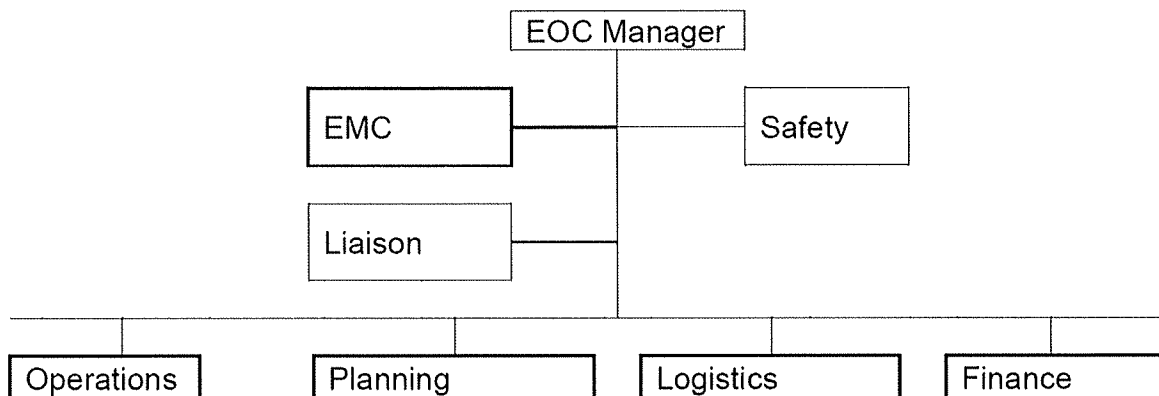 EOC Manager
EMC
Safety
Liaison
Operations
Planning
Logistics
Finance